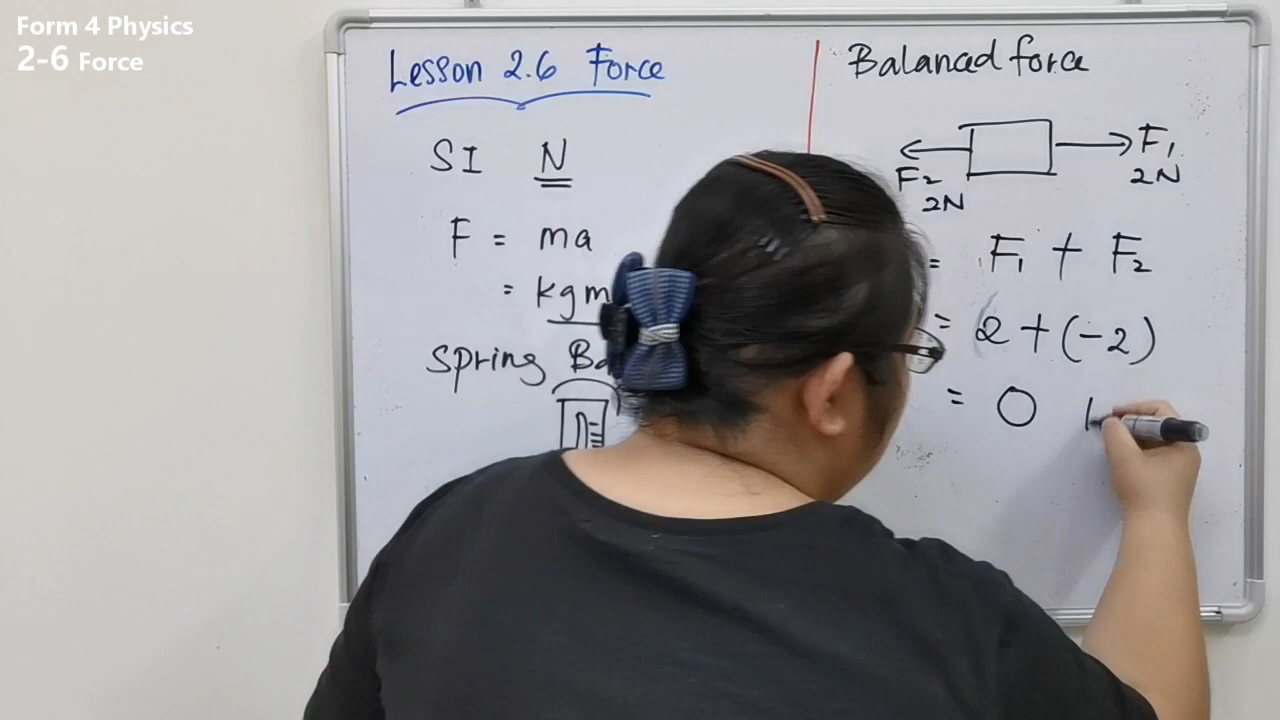 Form 4 Physics
2-6 Force
Lesson 2.6 Force
SI N
F = ma
= kgm
Spring
Balanced force
F₁
2N
F₂
2N
= F₁ + F₂
= 2 + (-2)
= 0